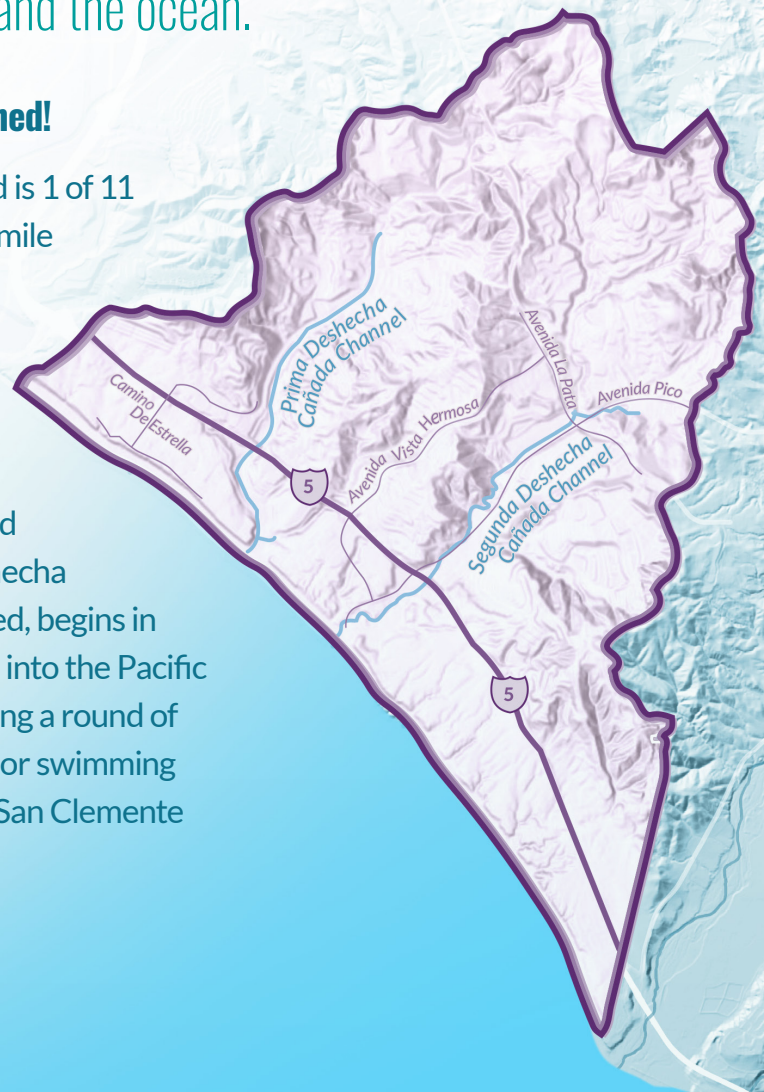 and the ocean.
ned!
d is 1 of 11
mile
d
echa
ed, begins in
into the Pacific
ng a round of
or swimming
San Clemente
Prima Deshecha
Cañada Channel
Camino
De Estrella
5
Avenida Vista Hermosa
Avenida La Pata
Avenida Pico
Segunda Deshecha
Cañada Channel
5